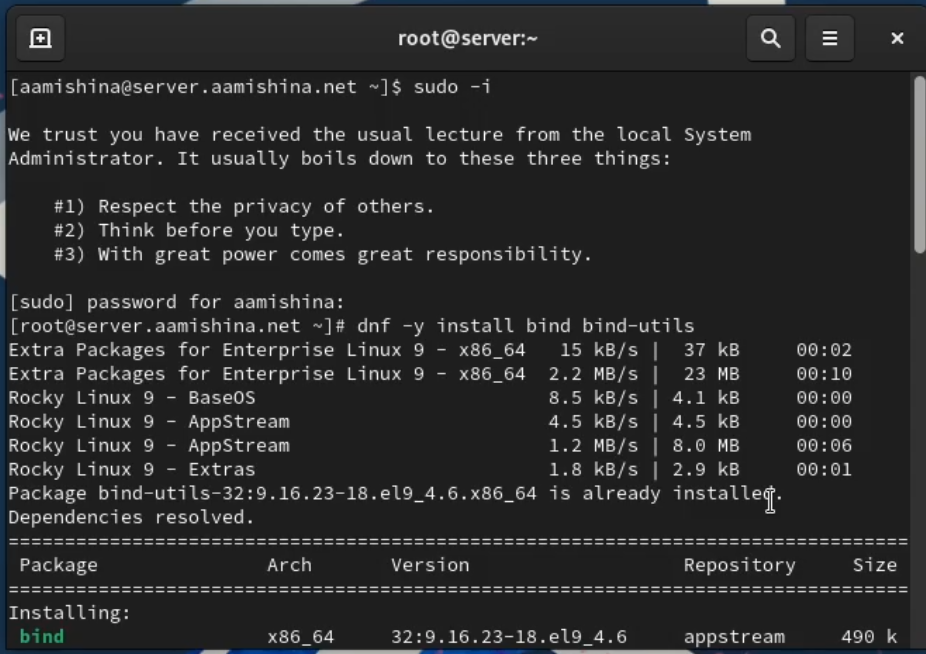 root@server:~
[aamishina@server.aamishina.net ~]$ sudo -i
We trust you have received the usual lecture from the local System
Administrator. It usually boils down to these three things:
#1) Respect the privacy of others.
#2) Think before you type.
#3) With great power comes great responsibility.
[sudo] password for aamishina:
[root@server.aamishina.net ~]# dnf -y install bind bind-utils
Extra Packages for Enterprise Linux 9 - x86_64 15 kB/s | 37 kB 00:02
Extra Packages for Enterprise Linux 9 - x86_64 2.2 MB/s | 23 MB 00:10
Rocky Linux 9 - BaseOS 8.5 kB/s | 4.1 kB 00:00
Rocky Linux 9 - AppStream 4.5 kB/s | 4.5 kB 00:00
Rocky Linux 9 - AppStream 1.2 MB/s | 8.0 MB 00:06
Rocky Linux 9 - Extras 1.8 kB/s | 2.9 kB 00:01
Package bind-utils-32:9.16.23-18.el9_4.6.x86_64 is already installed.
Dependencies resolved.
================================================================================
Package Arch Version Repository Size
================================================================================
Installing:
bind x86_64 32:9.16.23-18.el9_4.6 appstream 490 k